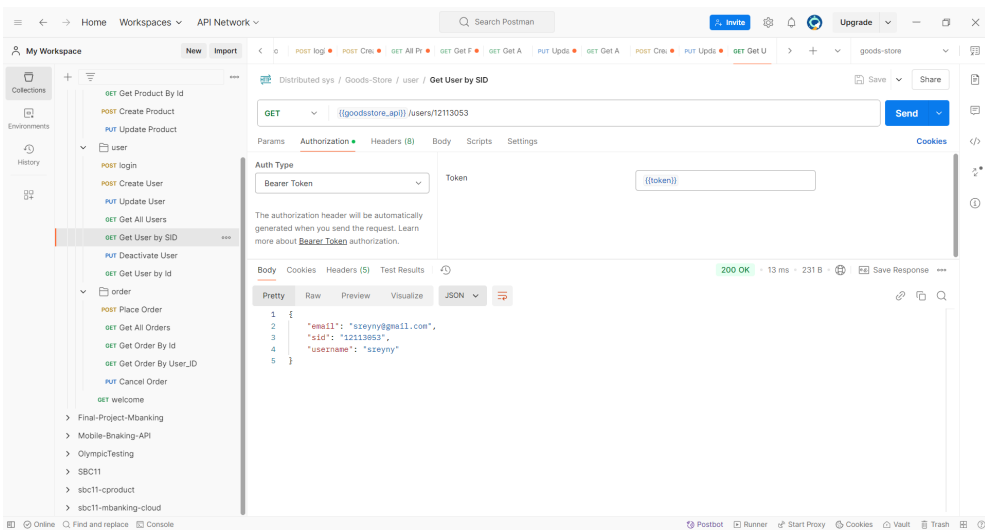 Home Workspaces API Network Search Postman Invite Upgrade
My Workspace New Import
POST logi POST Crea GET All Pr GET Get F GET Get A PUT Upda GET Get A POST Crea PUT Upda GET Get U goods-store
Collections
Environments
History
GET Get Product By Id
POST Create Product
PUT Update Product
user
POST login
POST Create User
PUT Update User
GET Get All Users
GET Get User by SID
PUT Deactivate User
GET Get User by Id
order
POST Place Order
GET Get All Orders
GET Get Order By Id
GET Get Order By User_ID
PUT Cancel Order
GET welcome
Final-Project-Mbanking
Mobile-Bnaking-API
OlympicTesting
SBC11
sbc11-cproduct
sbc11-mbanking-cloud
Distributed sys / Goods-Store / user / Get User by SID Save Share
GET {{goodsstore_api}} /users/12113053 Send
Params Authorization Headers (8) Body Scripts Settings Cookies
Auth Type
Bearer Token
Token {{token}}
The authorization header will be automatically
generated when you send the request. Learn
more about Bearer Token authorization.
Body Cookies Headers (5) Test Results 200 OK 13 ms 231 B Save Response
Pretty Raw Preview Visualize JSON
1 {
2 "email": "sreyny@gmail.com",
3 "sid": "12113053",
4 "username": "sreyny"
5 }
Online Find and replace Console Postbot Runner Start Proxy Cookies Vault Trash